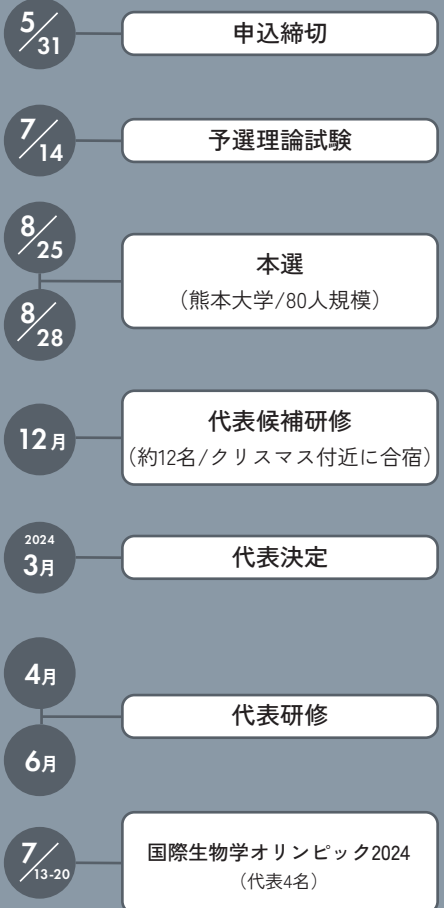 5/31
申込締切
7/14
予選理論試験
8/25
8/28
本選
（熊本大学/80人規模）
12月
代表候補研修
（約12名/クリスマス付近に合宿）
2024
3月
代表決定
4月
6月
代表研修
7/13-20
国際生物学オリンピック2024
（代表4名）